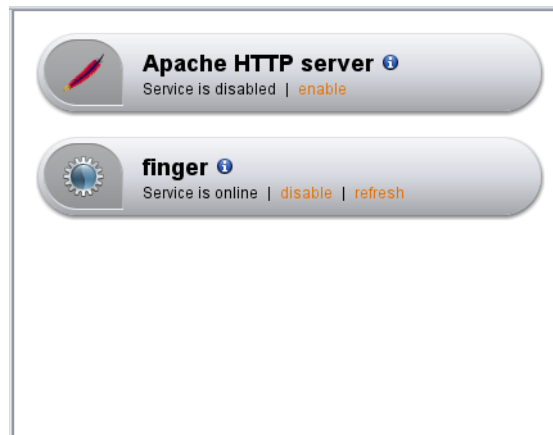 Apache HTTP server
Service is disabled | enable
finger
Service is online | disable | refresh